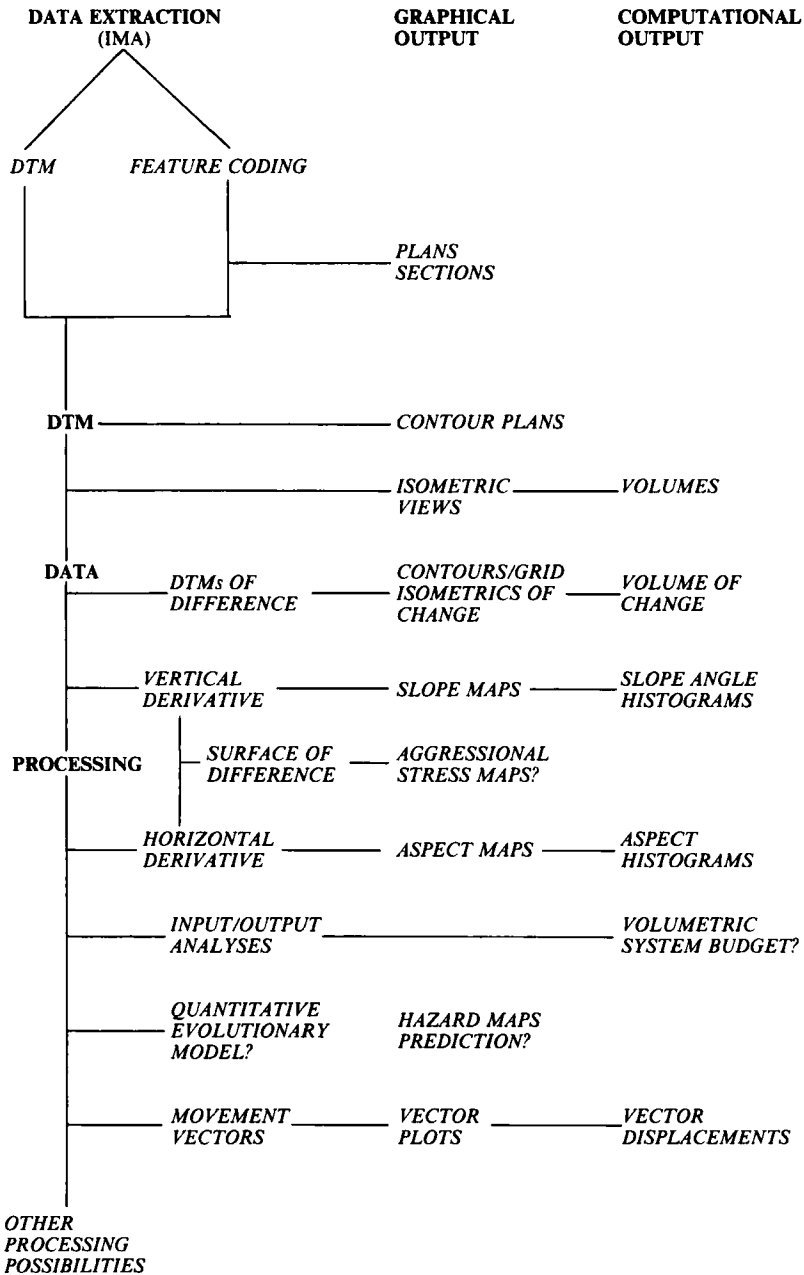 DATA EXTRACTION
(IMA)
GRAPHICAL
OUTPUT
COMPUTATIONAL
OUTPUT
DTM
FEATURE CODING
PLANS
SECTIONS
DTM
CONTOUR PLANS
ISOMETRIC
VIEWS
VOLUMES
DATA
DTMs OF
DIFFERENCE
CONTOURS/GRID
ISOMETRICS OF
CHANGE
VOLUME OF
CHANGE
VERTICAL
DERIVATIVE
SLOPE MAPS
SLOPE ANGLE
HISTOGRAMS
PROCESSING
SURFACE OF
DIFFERENCE
AGGRESSIONAL
STRESS MAPS?
HORIZONTAL
DERIVATIVE
ASPECT MAPS
ASPECT
HISTOGRAMS
INPUT/OUTPUT
ANALYSES
VOLUMETRIC
SYSTEM BUDGET?
QUANTITATIVE
EVOLUTIONARY
MODEL?
HAZARD MAPS
PREDICTION?
MOVEMENT
VECTORS
VECTOR
PLOTS
VECTOR
DISPLACEMENTS
OTHER
PROCESSING
POSSIBILITIES